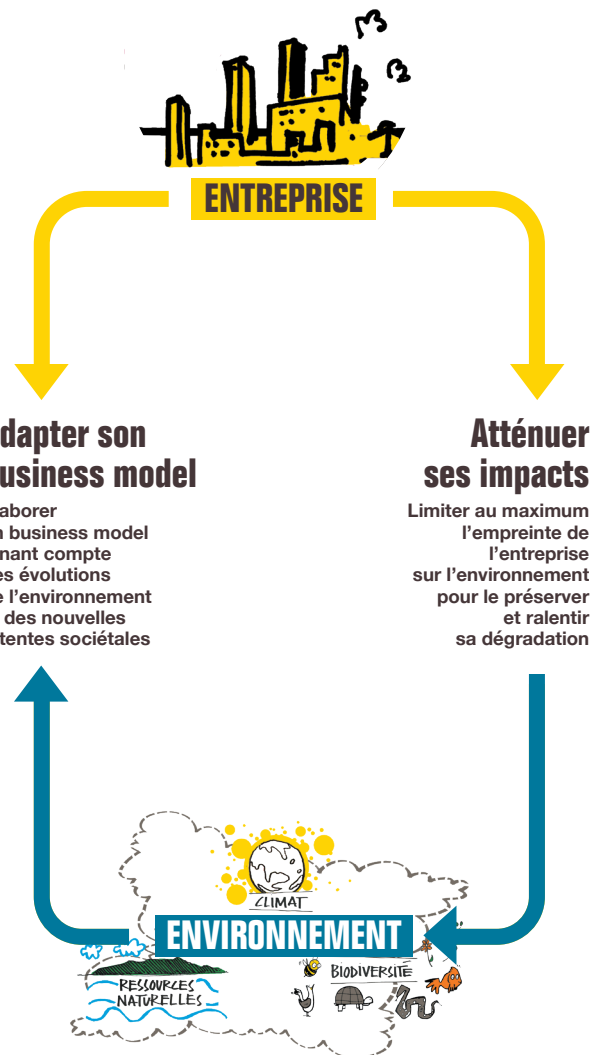 ENTREPRISE
dapter son
usiness model
aborer
business model
nant compte
es évolutions
e l'environnement
des nouvelles
tentes sociétales
Atténuer
ses impacts
Limiter au maximum
l'empreinte de
l'entreprise
sur l'environnement
pour le préserver
et ralentir
sa dégradation
CLIMAT
ENVIRONNEMENT
RESSOURCES
NATURELLES
BIODIVERSITÉ